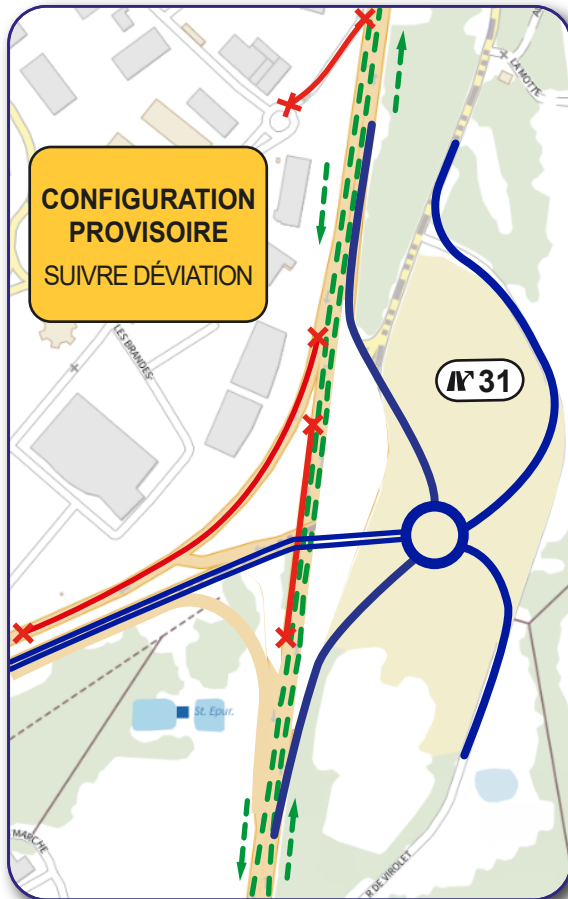 LA MOTTE
A
CONFIGURATION
PROVISOIRE
SUIVRE DÉVIATION
LES BRANDES
31
St. Epur.
MARCHE
R DE VIROLET